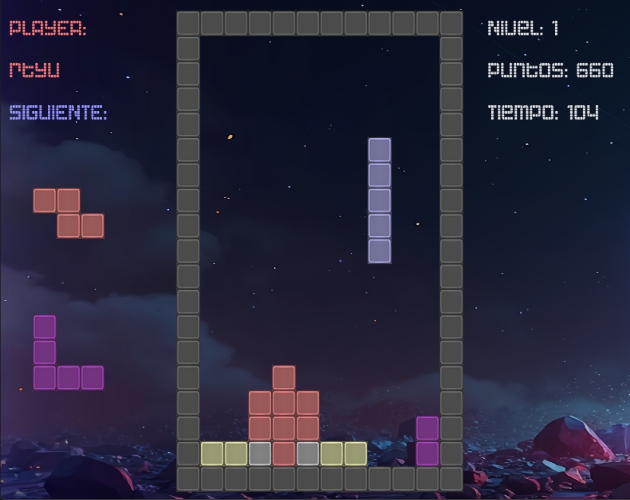 PLAYER:
rtyu
SIGUIENTE:
NIVEL: 1
PUNTOS: 660
TIEMPO: 104